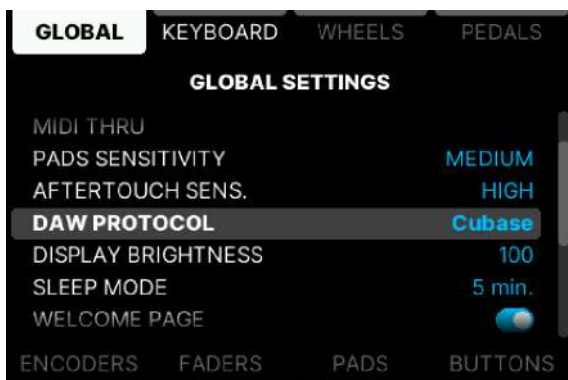 GLOBAL KEYBOARD WHEELS PEDALS
GLOBAL SETTINGS
MIDI THRU
PADS SENSITIVITY MEDIUM
AFTERTOUCH SENS. HIGH
DAW PROTOCOL Cubase
DISPLAY BRIGHTNESS 100
SLEEP MODE 5 min.
WELCOME PAGE
ENCODERS FADERS PADS BUTTONS